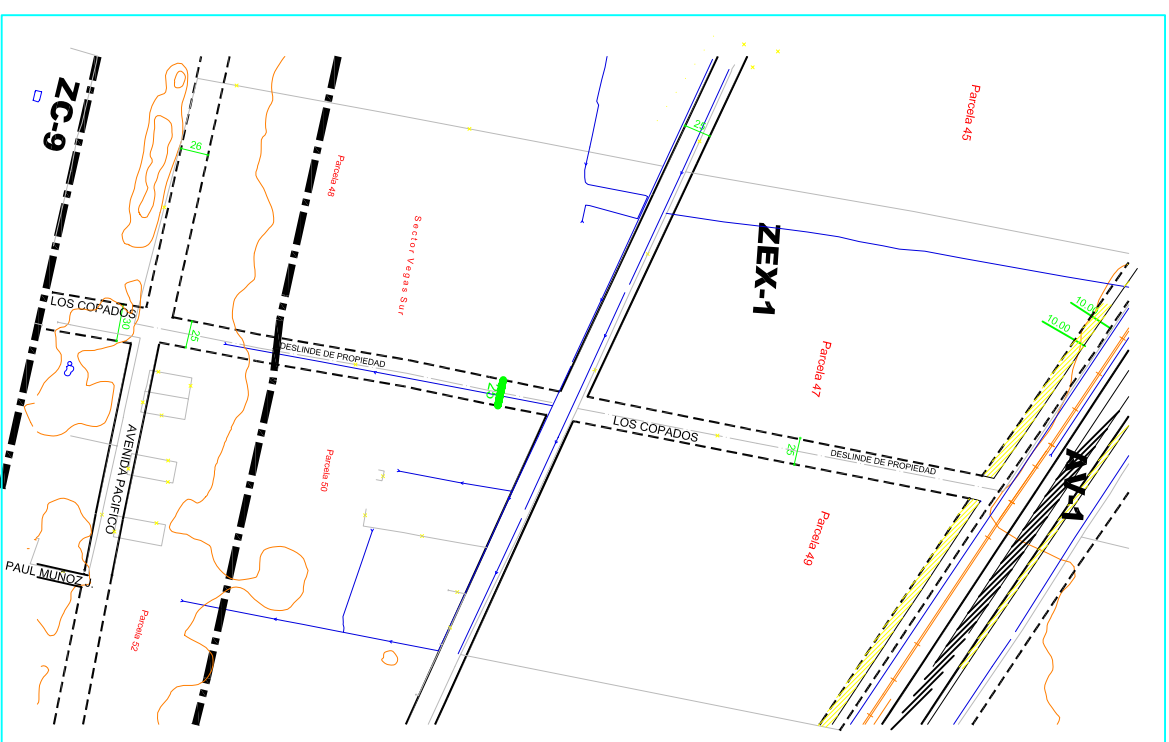 ZC-9
26
Parcela 48
Sector Vegas Sur
25
Parcela 45
ZEX-1
10.00
10.00
LOS COPADOS
30
25
DESLINDE DE PROPIEDAD
25
Parcela 47
LOS COPADOS
25
DESLINDE DE PROPIEDAD
AV-1
AVENIDA PACIFICO
Parcela 50
Parcela 49
PAUL MUÑOZ J.
Parcela 52